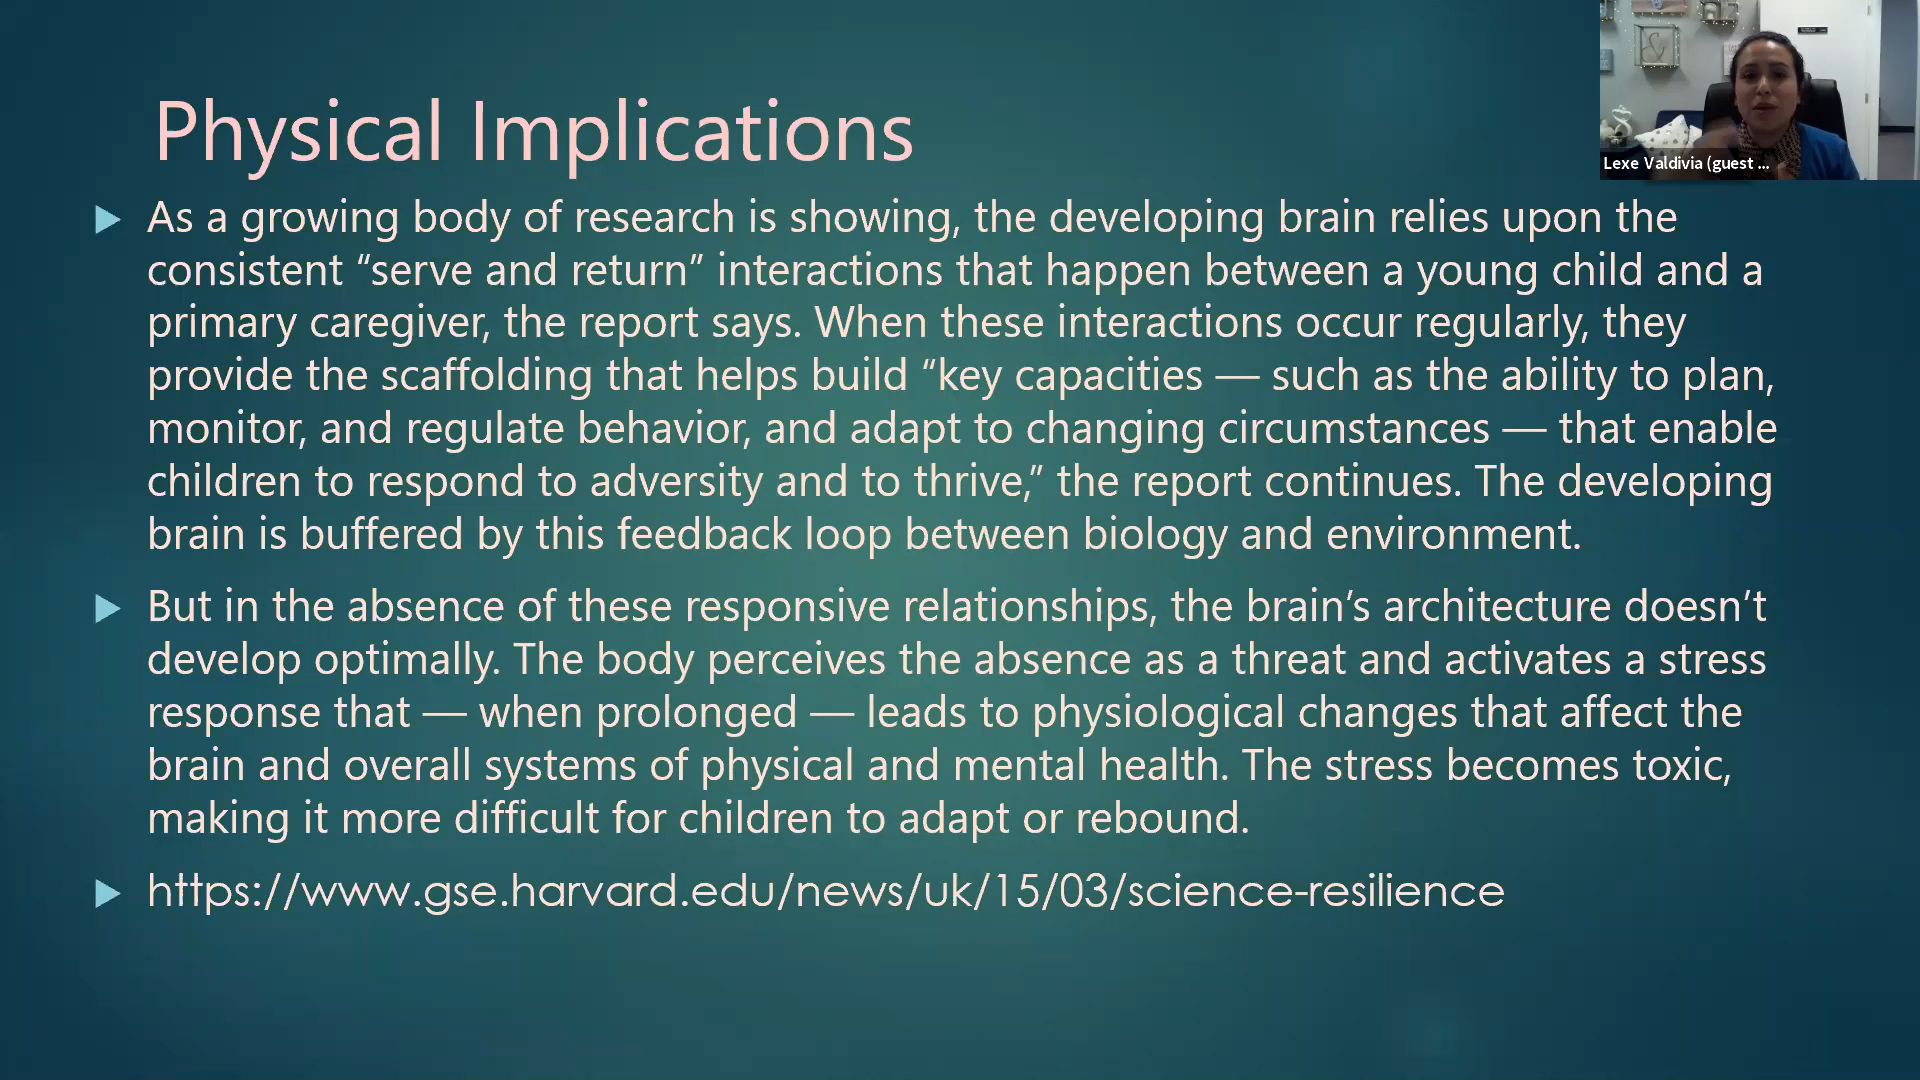 Physical Implications
As a growing body of research is showing, the developing brain relies upon the
consistent “serve and return” interactions that happen between a young child and a
primary caregiver, the report says. When these interactions occur regularly, they
provide the scaffolding that helps build “key capacities — such as the ability to plan,
monitor, and regulate behavior, and adapt to changing circumstances — that enable
children to respond to adversity and to thrive,” the report continues. The developing
brain is buffered by this feedback loop between biology and environment.
But in the absence of these responsive relationships, the brain’s architecture doesn’t
develop optimally. The body perceives the absence as a threat and activates a stress
response that — when prolonged — leads to physiological changes that affect the
brain and overall systems of physical and mental health. The stress becomes toxic,
making it more difficult for children to adapt or rebound.
https://www.gse.harvard.edu/news/uk/15/03/science-resilience
&
Lexe Valdivia (guest ...